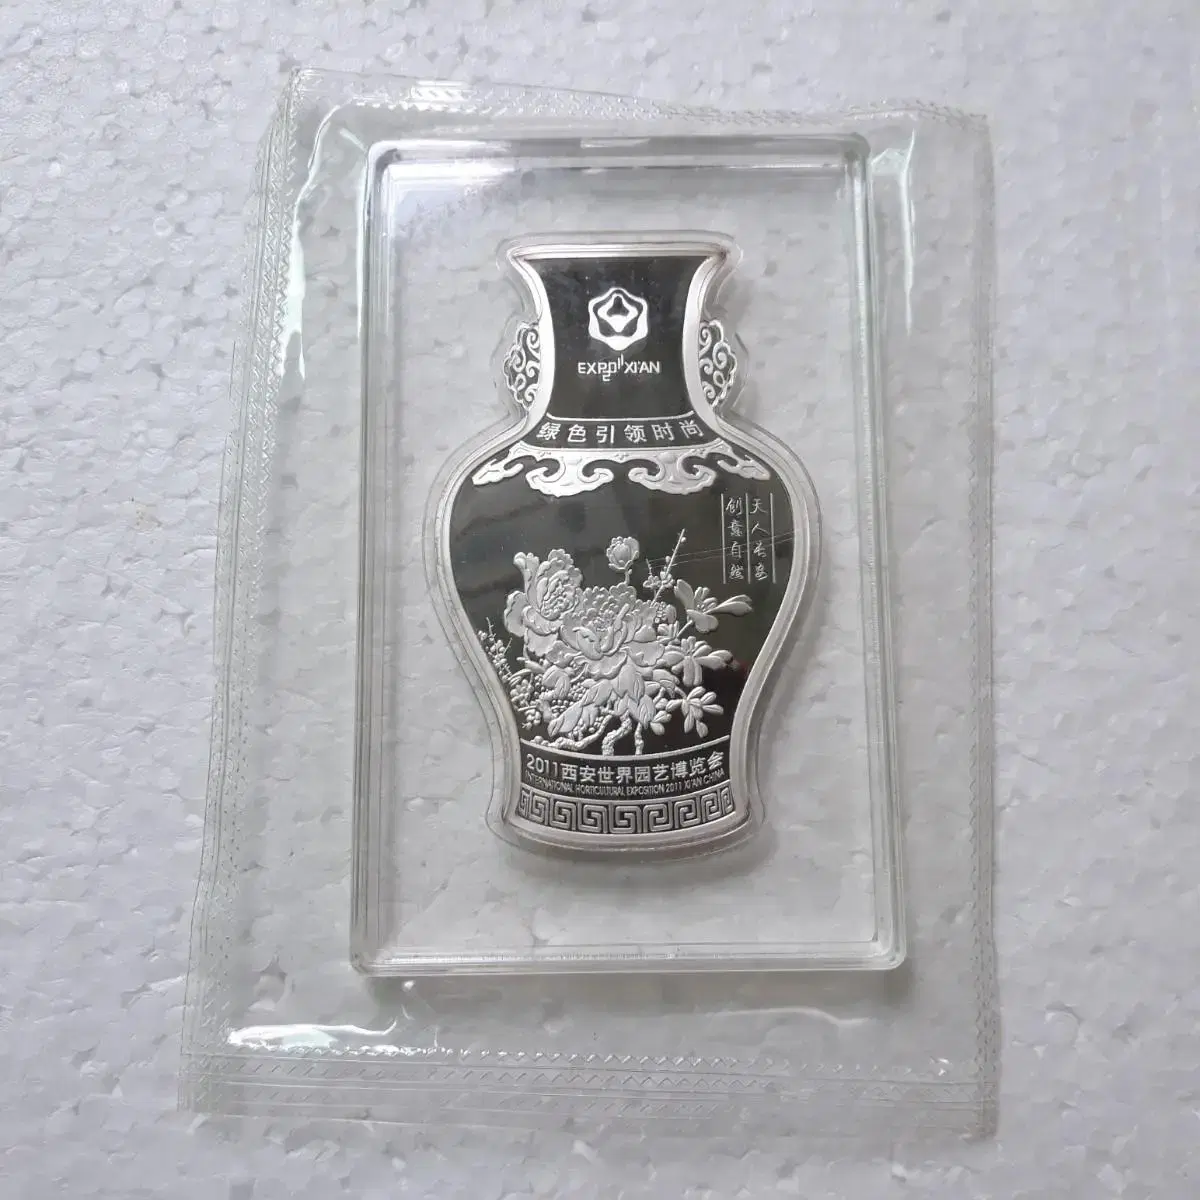 EXPO 2011 XI'AN
绿色引领时尚
天人长安
创意自然
2011西安世界园艺博览会
INTERNATIONAL HORTICULTURAL EXPOSITION 2011 XI'AN CHINA